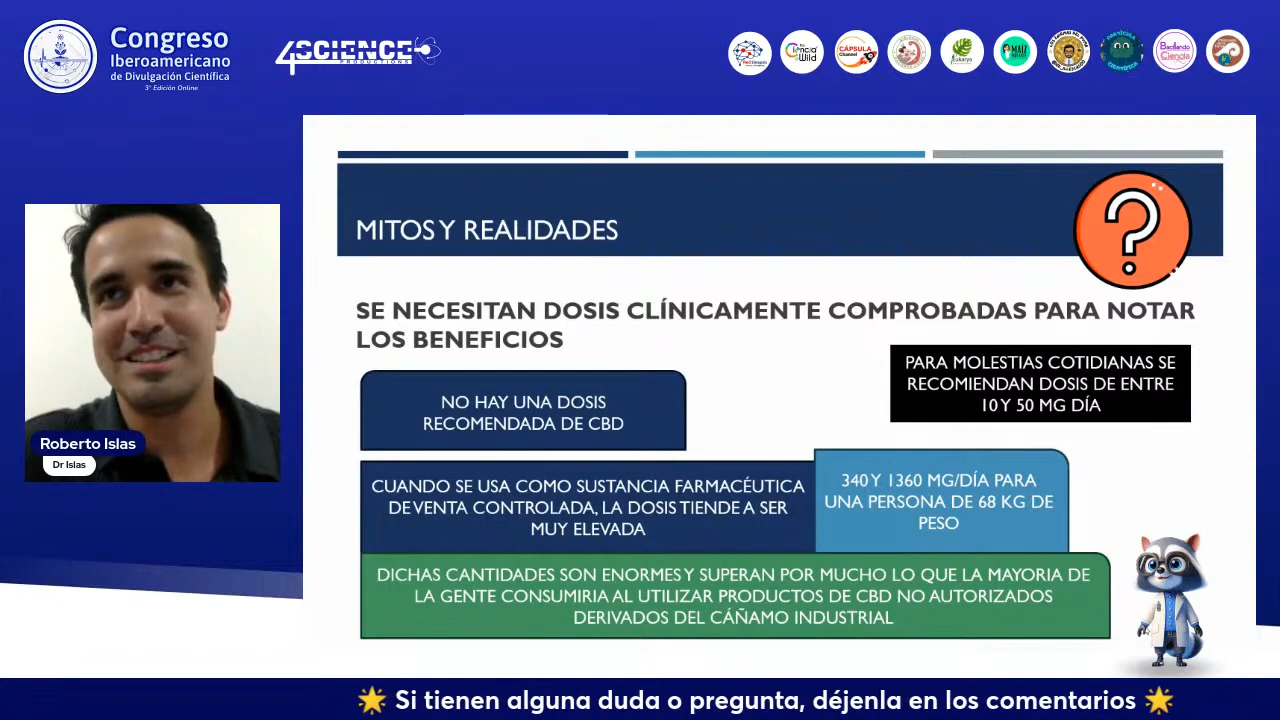 Congreso
Iberoamericano
de Divulgación Científica
3° Edición Online
4SCIENCE
PRODUCTIONS
CÁPSULA
Channel
MITOS Y REALIDADES
SE NECESITAN DOSIS CLÍNICAMENTE COMPROBADAS PARA NOTAR
LOS BENEFICIOS
PARA MOLESTIAS COTIDIANAS SE
RECOMIENDAN DOSIS DE ENTRE
10 Y 50 MG DÍA
NO HAY UNA DOSIS
RECOMENDADA DE CBD
CUANDO SE USA COMO SUSTANCIA FARMACÉUTICA
DE VENTA CONTROLADA, LA DOSIS TIENDE A SER
MUY ELEVADA
340 Y 1360 MG/DÍA PARA
UNA PERSONA DE 68 KG DE
PESO
DICHAS CANTIDADES SON ENORMES Y SUPERAN POR MUCHO LO QUE LA MAYORIA DE
LA GENTE CONSUMIRIA AL UTILIZAR PRODUCTOS DE CBD NO AUTORIZADOS
DERIVADOS DEL CÁÑAMO INDUSTRIAL
Roberto Islas
Dr Islas
Si tienen alguna duda o pregunta, déjenla en los comentarios